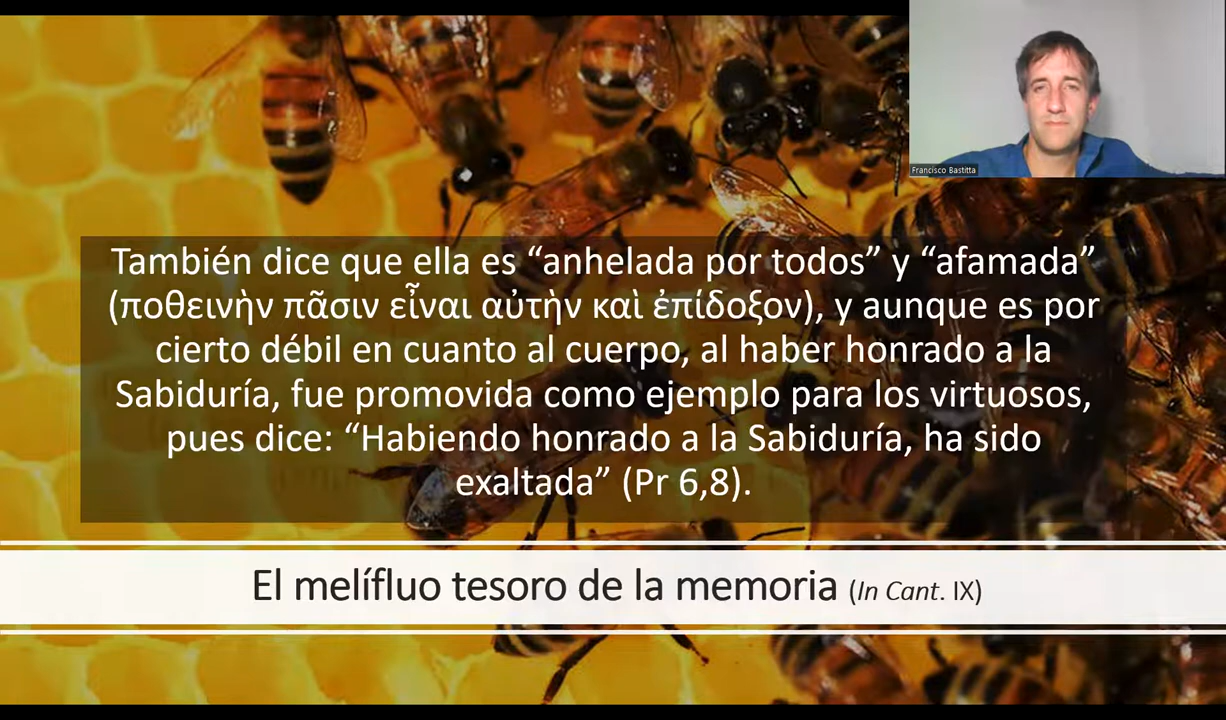 Francisco Bastitta
También dice que ella es “anhelada por todos” y “afamada”
(ποθεινὴν πᾶσιν εἶναι αὐτὴν καὶ ἐπίδοξον), y aunque es por
cierto débil en cuanto al cuerpo, al haber honrado a la
Sabiduría, fue promovida como ejemplo para los virtuosos,
pues dice: “Habiendo honrado a la Sabiduría, ha sido
exaltada” (Pr 6,8).
El melífluo tesoro de la memoria (In Cant. IX)